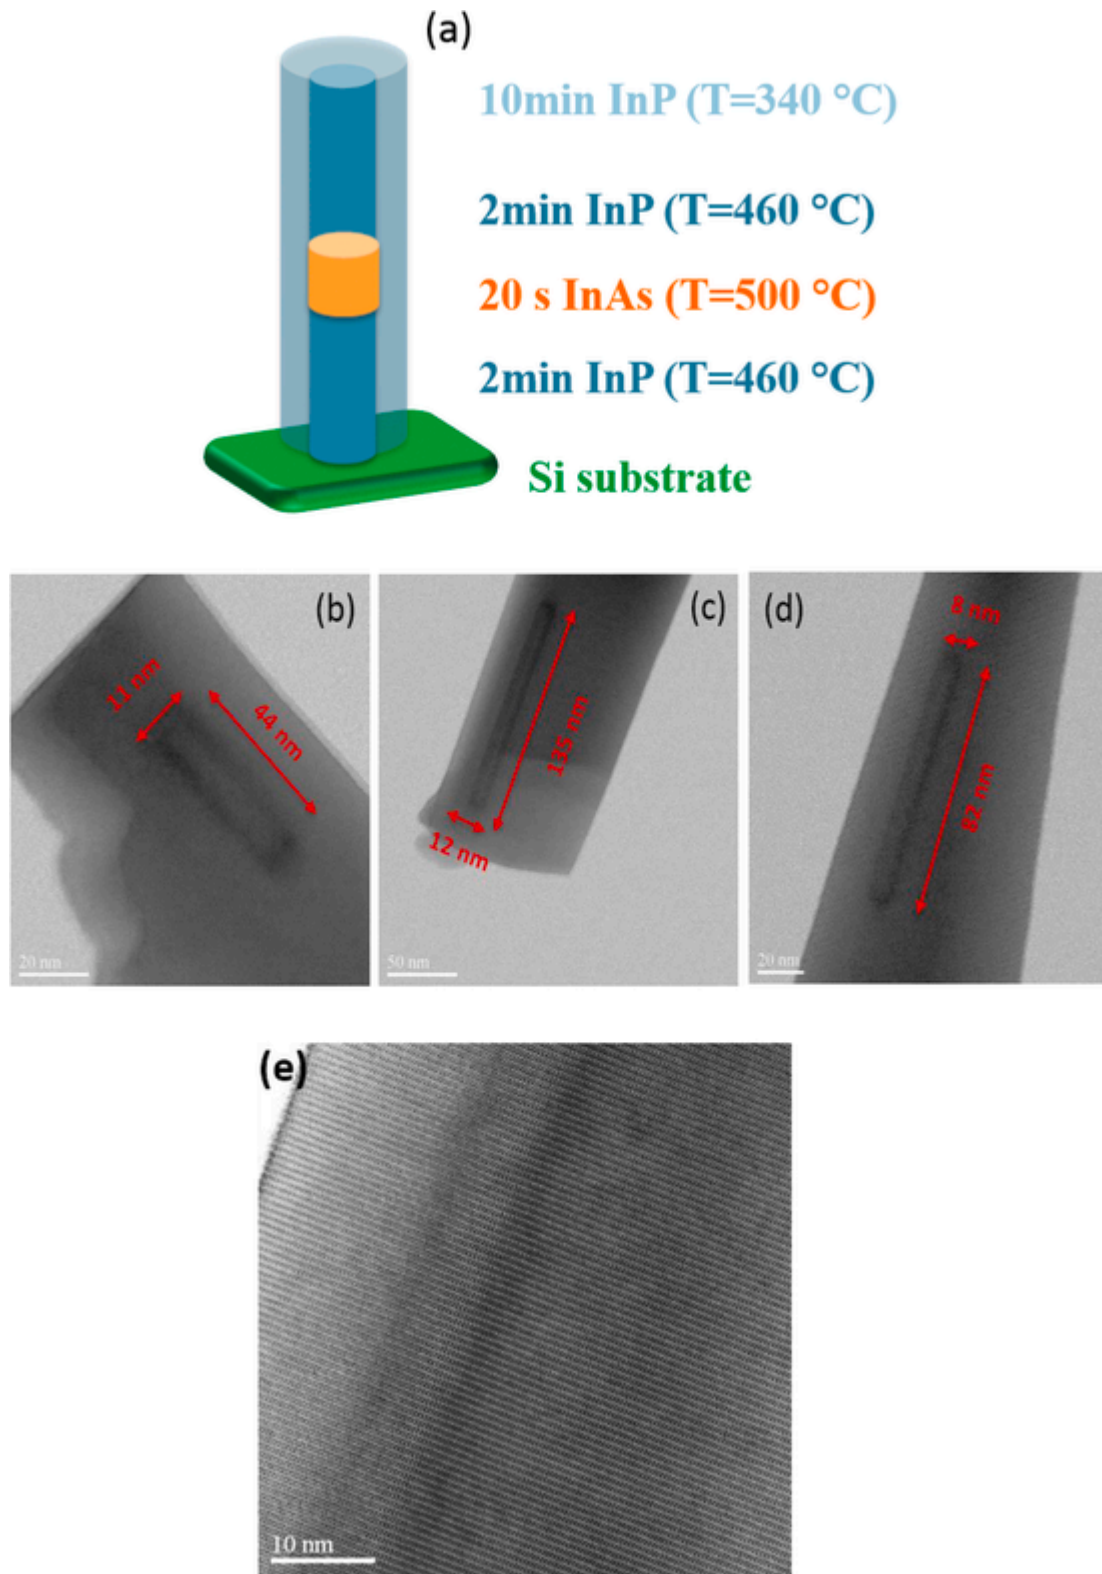 (a)
10min InP (T=340 °C)
2min InP (T=460 °C)
20 s InAs (T=500 °C)
2min InP (T=460 °C)
Si substrate
(b)
11 nm
44 nm
20 nm
(c)
135 nm
12 nm
50 nm
(d)
8 nm
82 nm
20 nm
(e)
10 nm